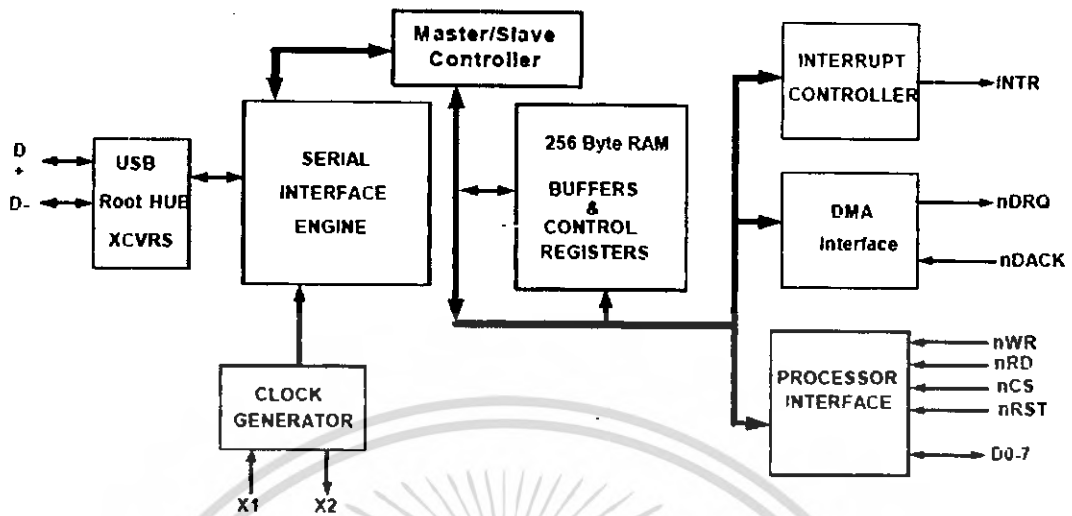 Master/Slave
Controller
INTERRUPT
CONTROLLER
INTR
D
+
D-
USB
Root HUE
XCVRS
SERIAL
INTERFACE
ENGINE
256 Byte RAM
BUFFERS
&
CONTROL
REGISTERS
DMA
Interface
nDRQ
nDACK
CLOCK
GENERATOR
X1
X2
PROCESSOR
INTERFACE
nWR
nRD
nCS
nRST
D0-7